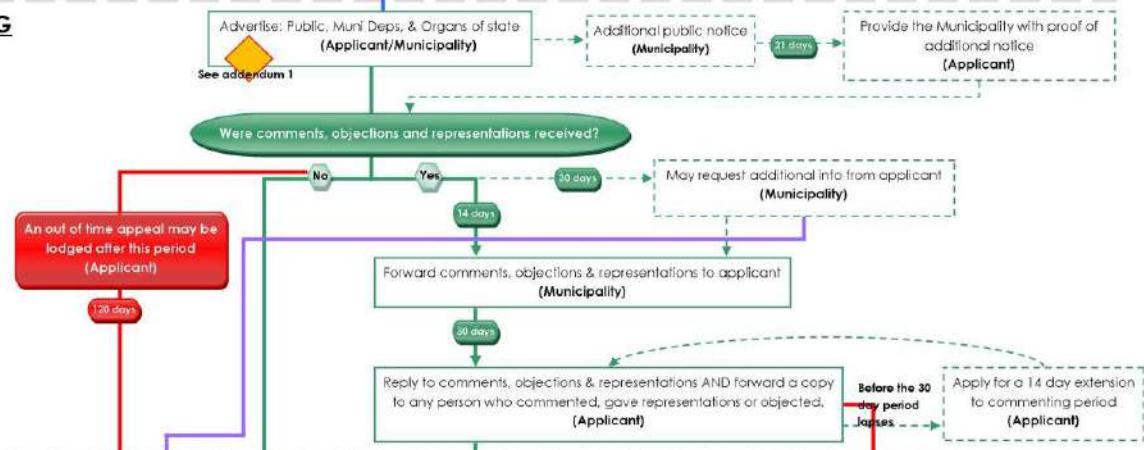 G
Advertise: Public, Muni Deps, & Organs of state
(Applicant/Municipality)
See addendum 1
Additional public notice
(Municipality)
21 days
Provide the Municipality with proof of
additional notice
(Applicant)
Were comments, objections and representations received?
No
Yes
30 days
May request additional info from applicant
(Municipality)
14 days
An out of time appeal may be
lodged after this period
(Applicant)
120 days
Forward comments, objections & representations to applicant
(Municipality)
30 days
Reply to comments, objections & representations AND forward a copy
to any person who commented, gave representations or objected.
(Applicant)
Before the 30
day period
lapses
Apply for a 14 day extension
to commenting period
(Applicant)